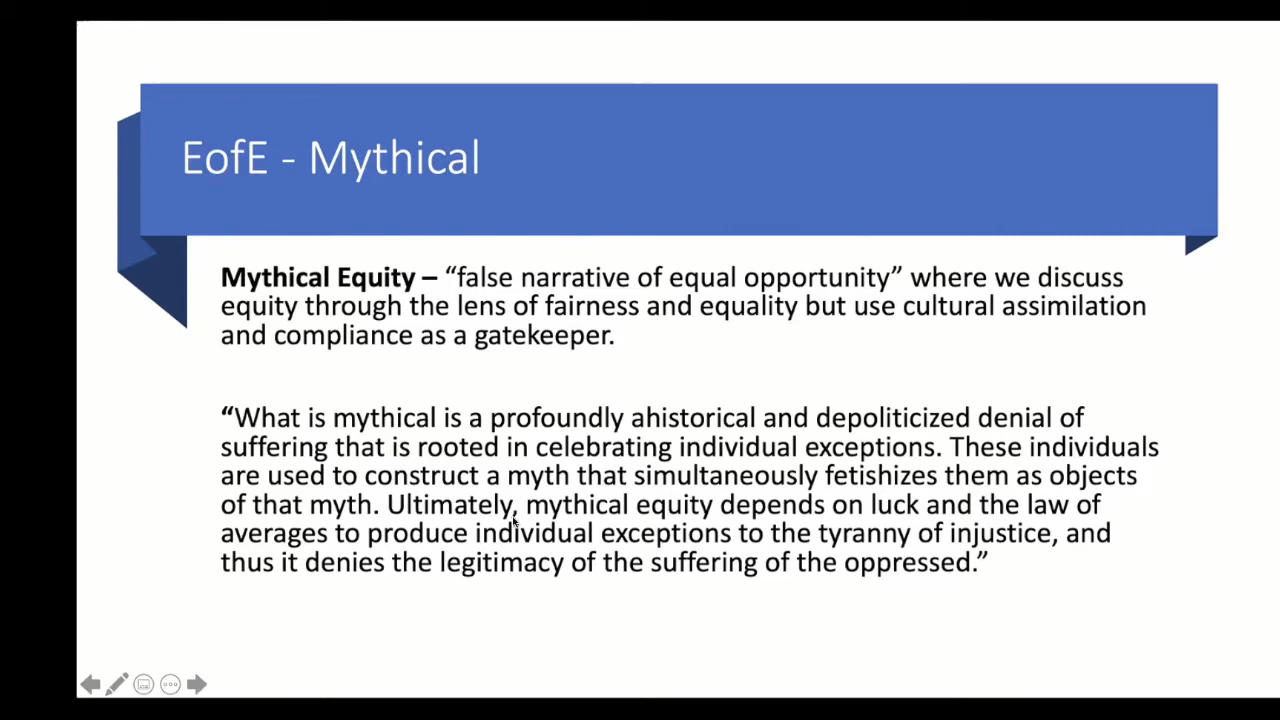 EofE - Mythical
Mythical Equity – “false narrative of equal opportunity” where we discuss
equity through the lens of fairness and equality but use cultural assimilation
and compliance as a gatekeeper.
“What is mythical is a profoundly ahistorical and depoliticized denial of
suffering that is rooted in celebrating individual exceptions. These individuals
are used to construct a myth that simultaneously fetishizes them as objects
of that myth. Ultimately, mythical equity depends on luck and the law of
averages to produce individual exceptions to the tyranny of injustice, and
thus it denies the legitimacy of the suffering of the oppressed.”